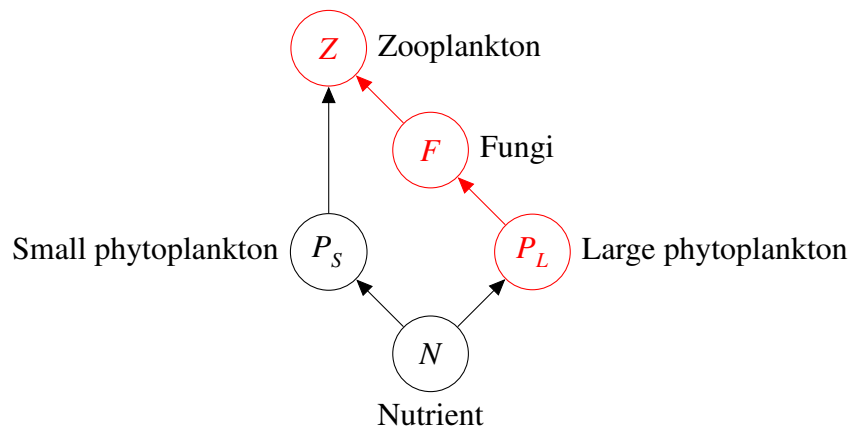 Z Zooplankton
F Fungi
Small phytoplankton P_S P_L Large phytoplankton
N
Nutrient